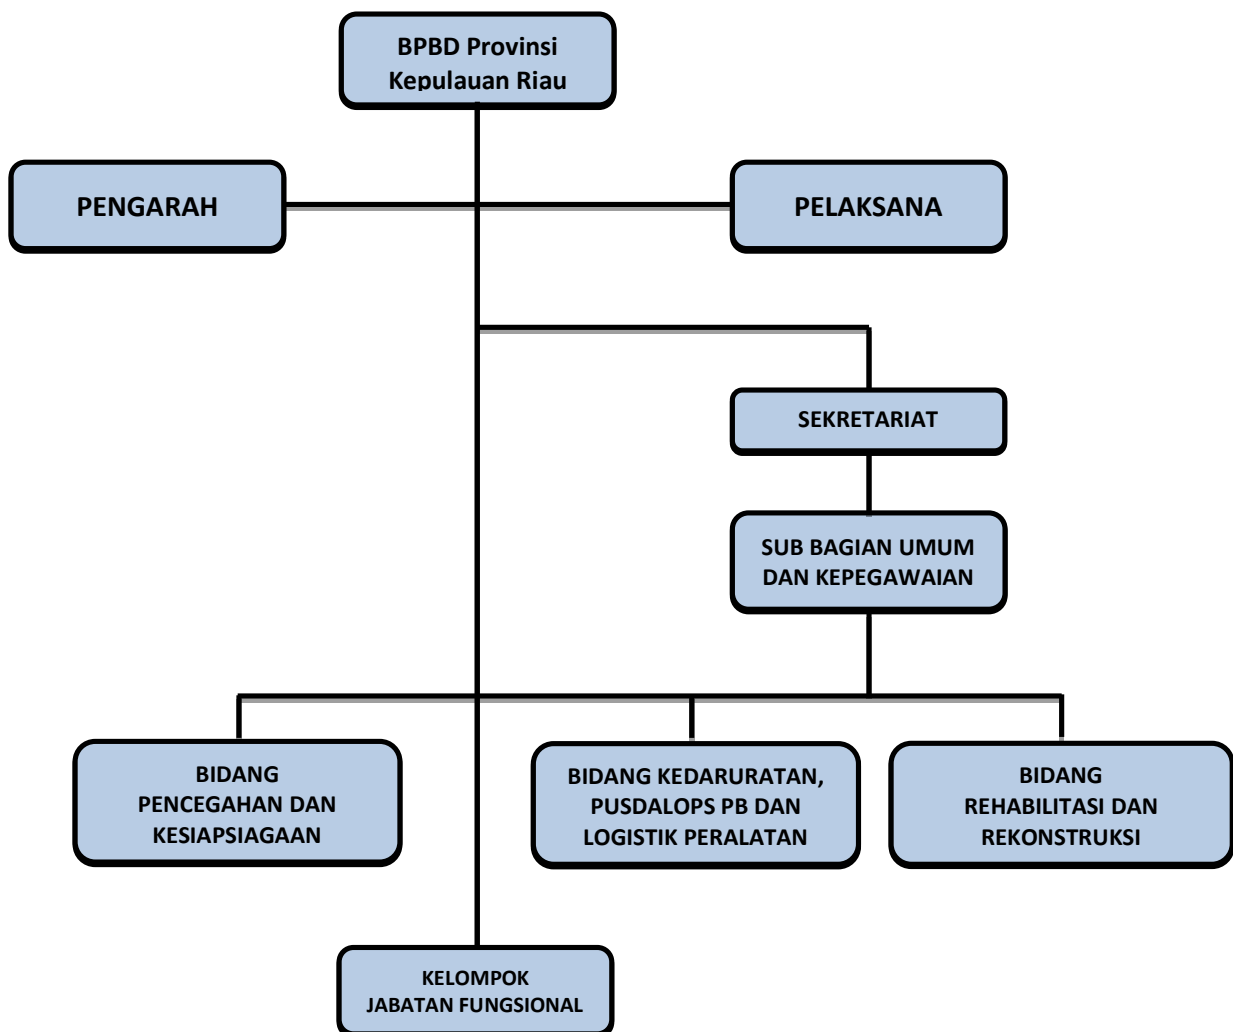 BPBD Provinsi
Kepulauan Riau
PENGARAH
PELAKSANA
SEKRETARIAT
SUB BAGIAN UMUM
DAN KEPEGAWAIAN
BIDANG
PENCEGAHAN DAN
KESIAPSIAGAAN
BIDANG KEDARURATAN,
PUSDALOPS PB DAN
LOGISTIK PERALATAN
BIDANG
REHABILITASI DAN
REKONSTRUKSI
KELOMPOK
JABATAN FUNGSIONAL